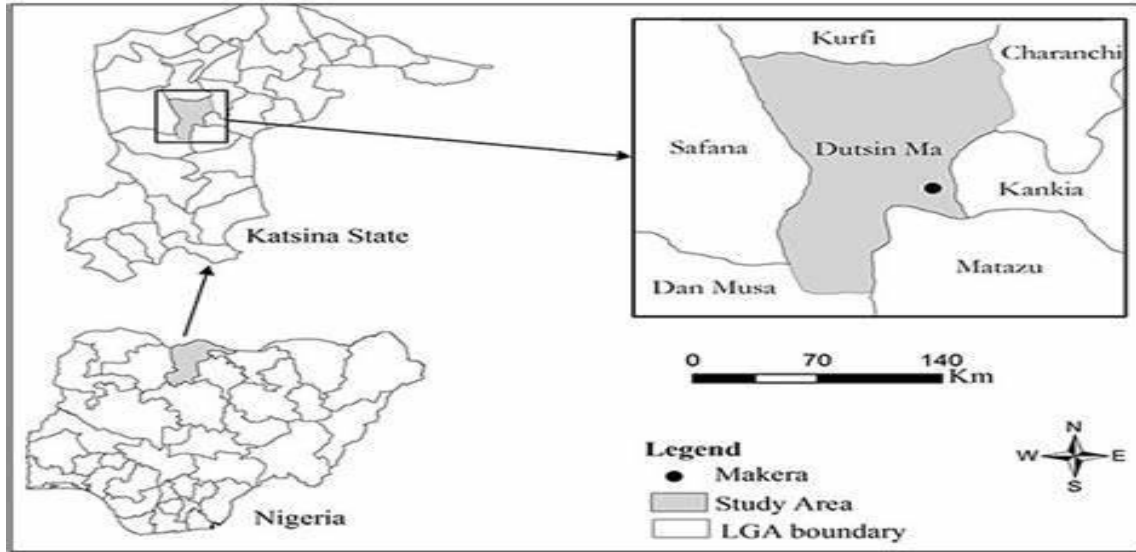 Kurfi
Charanchi
Safana
Dutsin Ma
Kankia
Katsina State
Matazu
Dan Musa
0 70 140
Km
Legend
Makera
Study Area
LGA boundary
N
W E
S
Nigeria